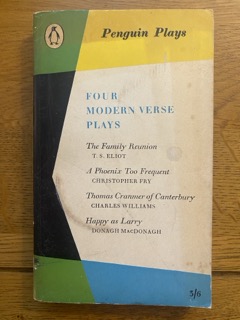 Penguin Plays
FOUR
MODERN VERSE
PLAYS
The Family Reunion
T. S. ELIOT
A Phoenix Too Frequent
CHRISTOPHER FRY
Thomas Cranmer of Canterbury
CHARLES WILLIAMS
Happy as Larry
DONAGH MACDONAGH
3/6